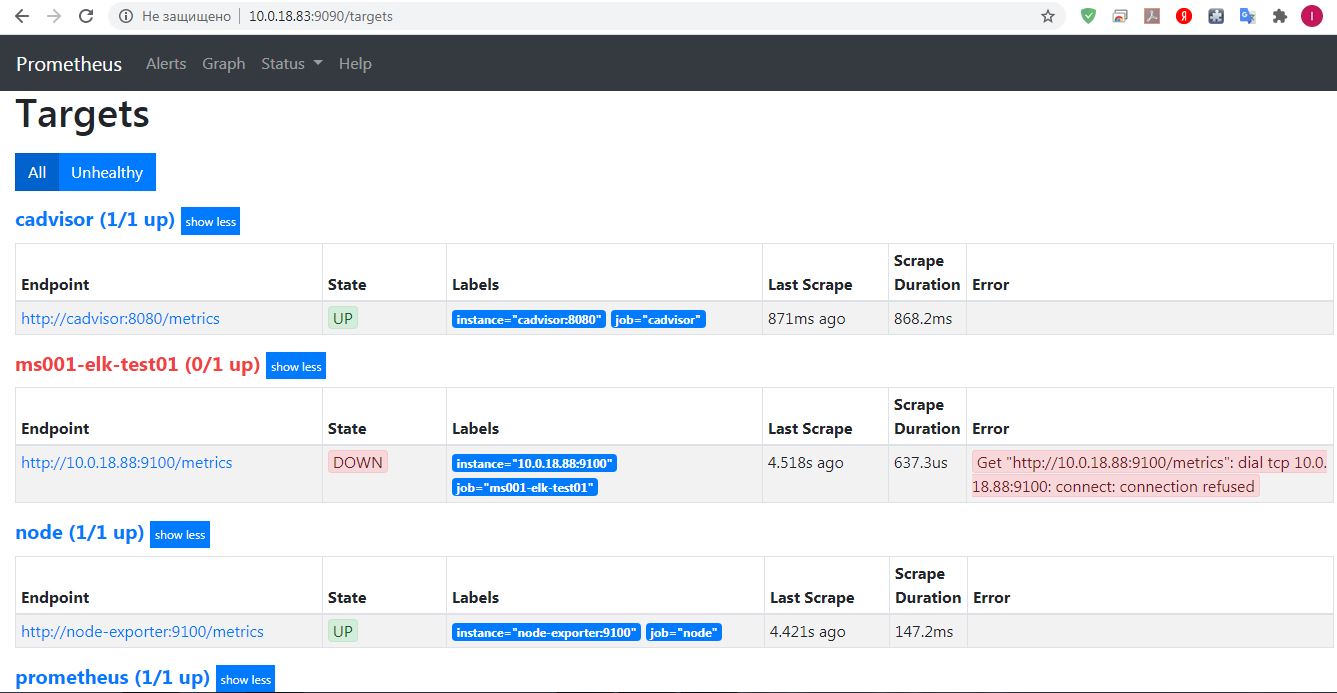 Не защищено | 10.0.18.83:9090/targets
Prometheus Alerts Graph Status Help
Targets
All Unhealthy
cadvisor (1/1 up) show less
Endpoint State Labels Last Scrape Scrape Duration Error
http://cadvisor:8080/metrics UP instance="cadvisor:8080" job="cadvisor" 871ms ago 868.2ms
ms001-elk-test01 (0/1 up) show less
Endpoint State Labels Last Scrape Scrape Duration Error
http://10.0.18.88:9100/metrics DOWN instance="10.0.18.88:9100" 4.518s ago 637.3us Get "http://10.0.18.88:9100/metrics": dial tcp 10.0.
job="ms001-elk-test01" 18.88:9100: connect: connection refused
node (1/1 up) show less
Endpoint State Labels Last Scrape Scrape Duration Error
http://node-exporter:9100/metrics UP instance="node-exporter:9100" job="node" 4.421s ago 147.2ms
prometheus (1/1 up) show less